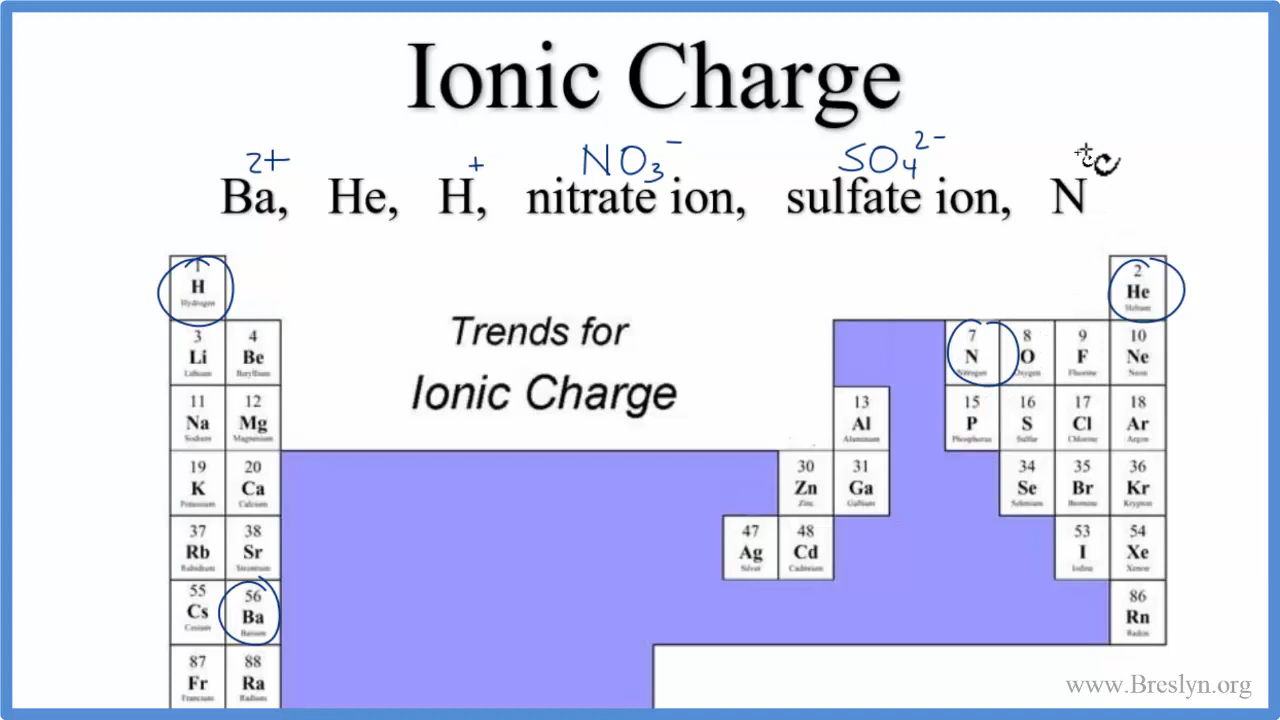 Ionic Charge
2+ + NO₃⁻ SO₄²⁻
Ba, He, H, nitrate ion, sulfate ion, N
1 2
H He
Hydrogen Helium
Trends for
3 4 7 8 9 10
Li Be N O F Ne
Lithium Beryllium Nitrogen Oxygen Fluorine Neon
Ionic Charge
11 12 13 15 16 17 18
Na Mg Al P S Cl Ar
Sodium Magnesium Aluminum Phosphorus Sulfur Chlorine Argon
19 20 30 31 34 35 36
K Ca Zn Ga Se Br Kr
Potassium Calcium Zinc Gallium Selenium Bromine Krypton
37 38 47 48 53 54
Rb Sr Ag Cd I Xe
Rubidium Strontium Silver Cadmium Iodine Xenon
55 56 86
Cs Ba Rn
Cesium Barium Radon
87 88
Fr Ra
Francium Radium
www.Breslyn.org